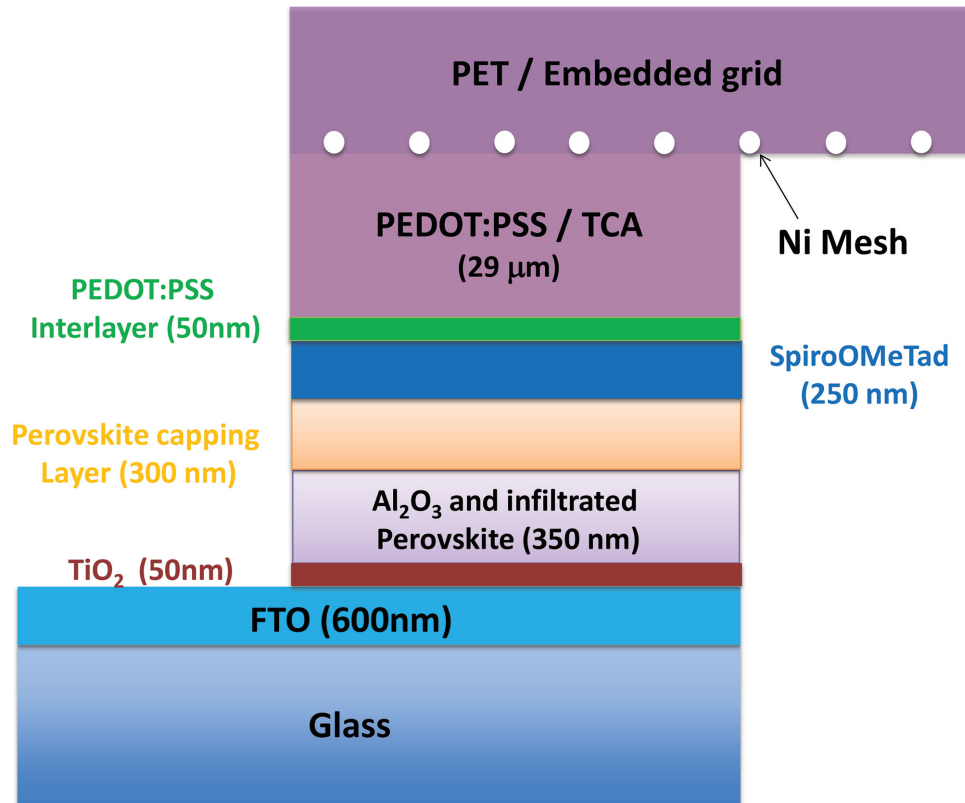 PET / Embedded grid
PEDOT:PSS / TCA
(29 μm)
Ni Mesh
PEDOT:PSS
Interlayer (50nm)
SpiroOMeTad
(250 nm)
Perovskite capping
Layer (300 nm)
Al₂O₃ and infiltrated
Perovskite (350 nm)
TiO₂ (50nm)
FTO (600nm)
Glass